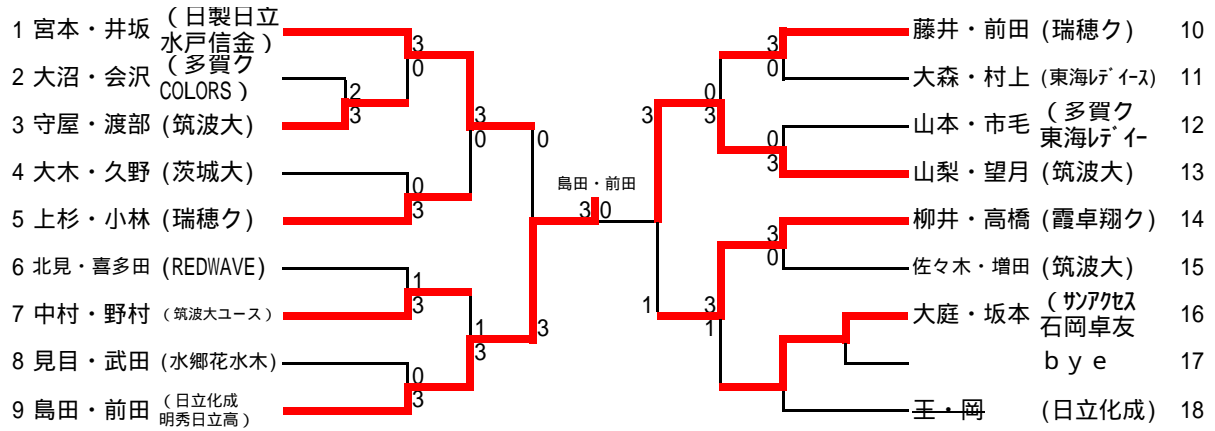 1 宮本・井坂 (日製日立
水戸信金)
2 大沼・会沢 (多賀ク
COLORS)
3 守屋・渡部 (筑波大)
4 大木・久野 (茨城大)
5 上杉・小林 (瑞穂ク)
6 北見・喜多田 (REDWAVE)
7 中村・野村 (筑波大ユース)
8 見目・武田 (水郷花水木)
9 島田・前田 (日立化成
明秀日立高)
3
0
2
3
3
0
0
3
0
1
3
1
3
0
3
3
島田・前田
3 0
3
0
0
3
3
0
3
1
3
0
3
1
藤井・前田 (瑞穂ク) 10
大森・村上 (東海ﾚﾃﾞｨｰｽ) 11
山本・市毛 (多賀ク
東海ﾚﾃﾞｨｰ 12
山梨・望月 (筑波大) 13
柳井・高橋 (霞卓翔ク) 14
佐々木・増田 (筑波大) 15
大庭・坂本 (ｻﾝｱｸｾｽ
石岡卓友 16
ｂｙｅ 17
王・岡 (日立化成) 18